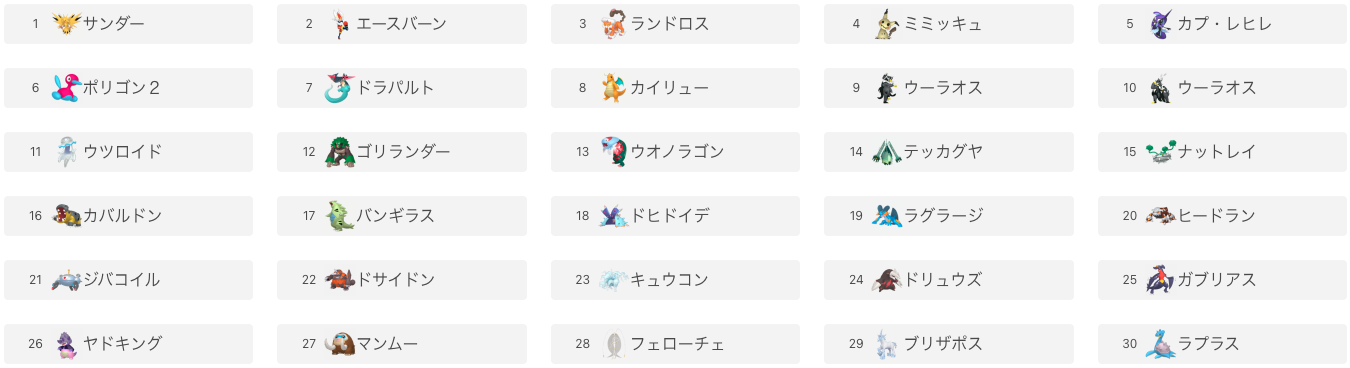 1 サンダー
2 エースバーン
3 ランドロス
4 ミミッキュ
5 カプ・レヒレ
6 ポリゴン２
7 ドラパルト
8 カイリュー
9 ウーラオス
10 ウーラオス
11 ウツロイド
12 ゴリランダー
13 ウオノラゴン
14 テッカグヤ
15 ナットレイ
16 カバルドン
17 バンギラス
18 ドヒドイデ
19 ラグラージ
20 ヒードラン
21 ジバコイル
22 ドサイドン
23 キュウコン
24 ドリュウズ
25 ガブリアス
26 ヤドキング
27 マンムー
28 フェローチェ
29 ブリザポス
30 ラプラス